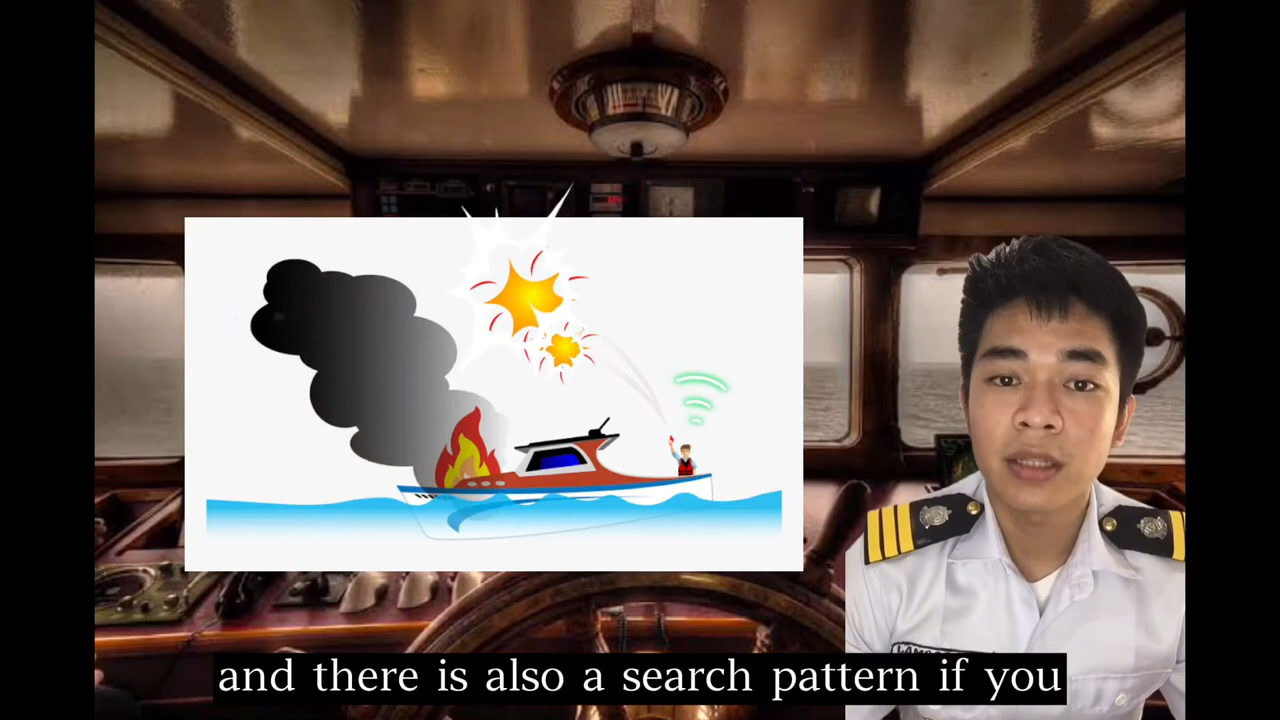 and there is also a search pattern if you